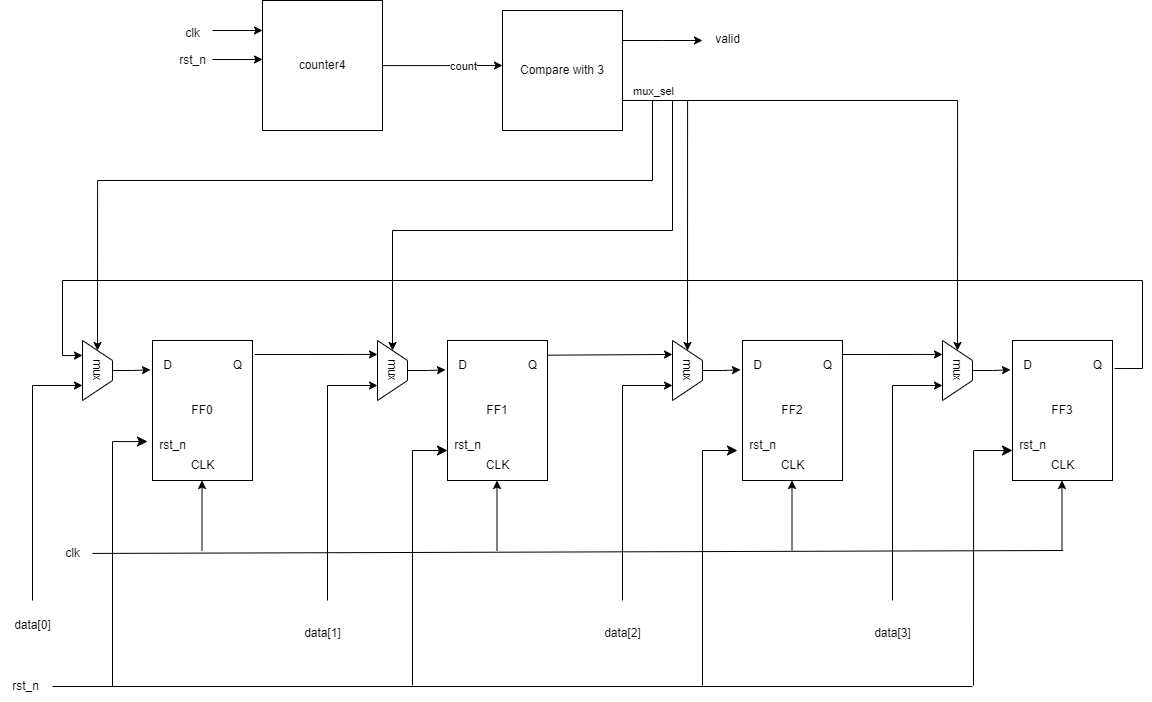 clk
rst_n
counter4
count
Compare with 3
valid
mux_sel
mux
D
Q
FF0
rst_n
CLK
mux
D
Q
FF1
rst_n
CLK
mux
D
Q
FF2
rst_n
CLK
mux
D
Q
FF3
rst_n
CLK
clk
data[0]
data[1]
data[2]
data[3]
rst_n